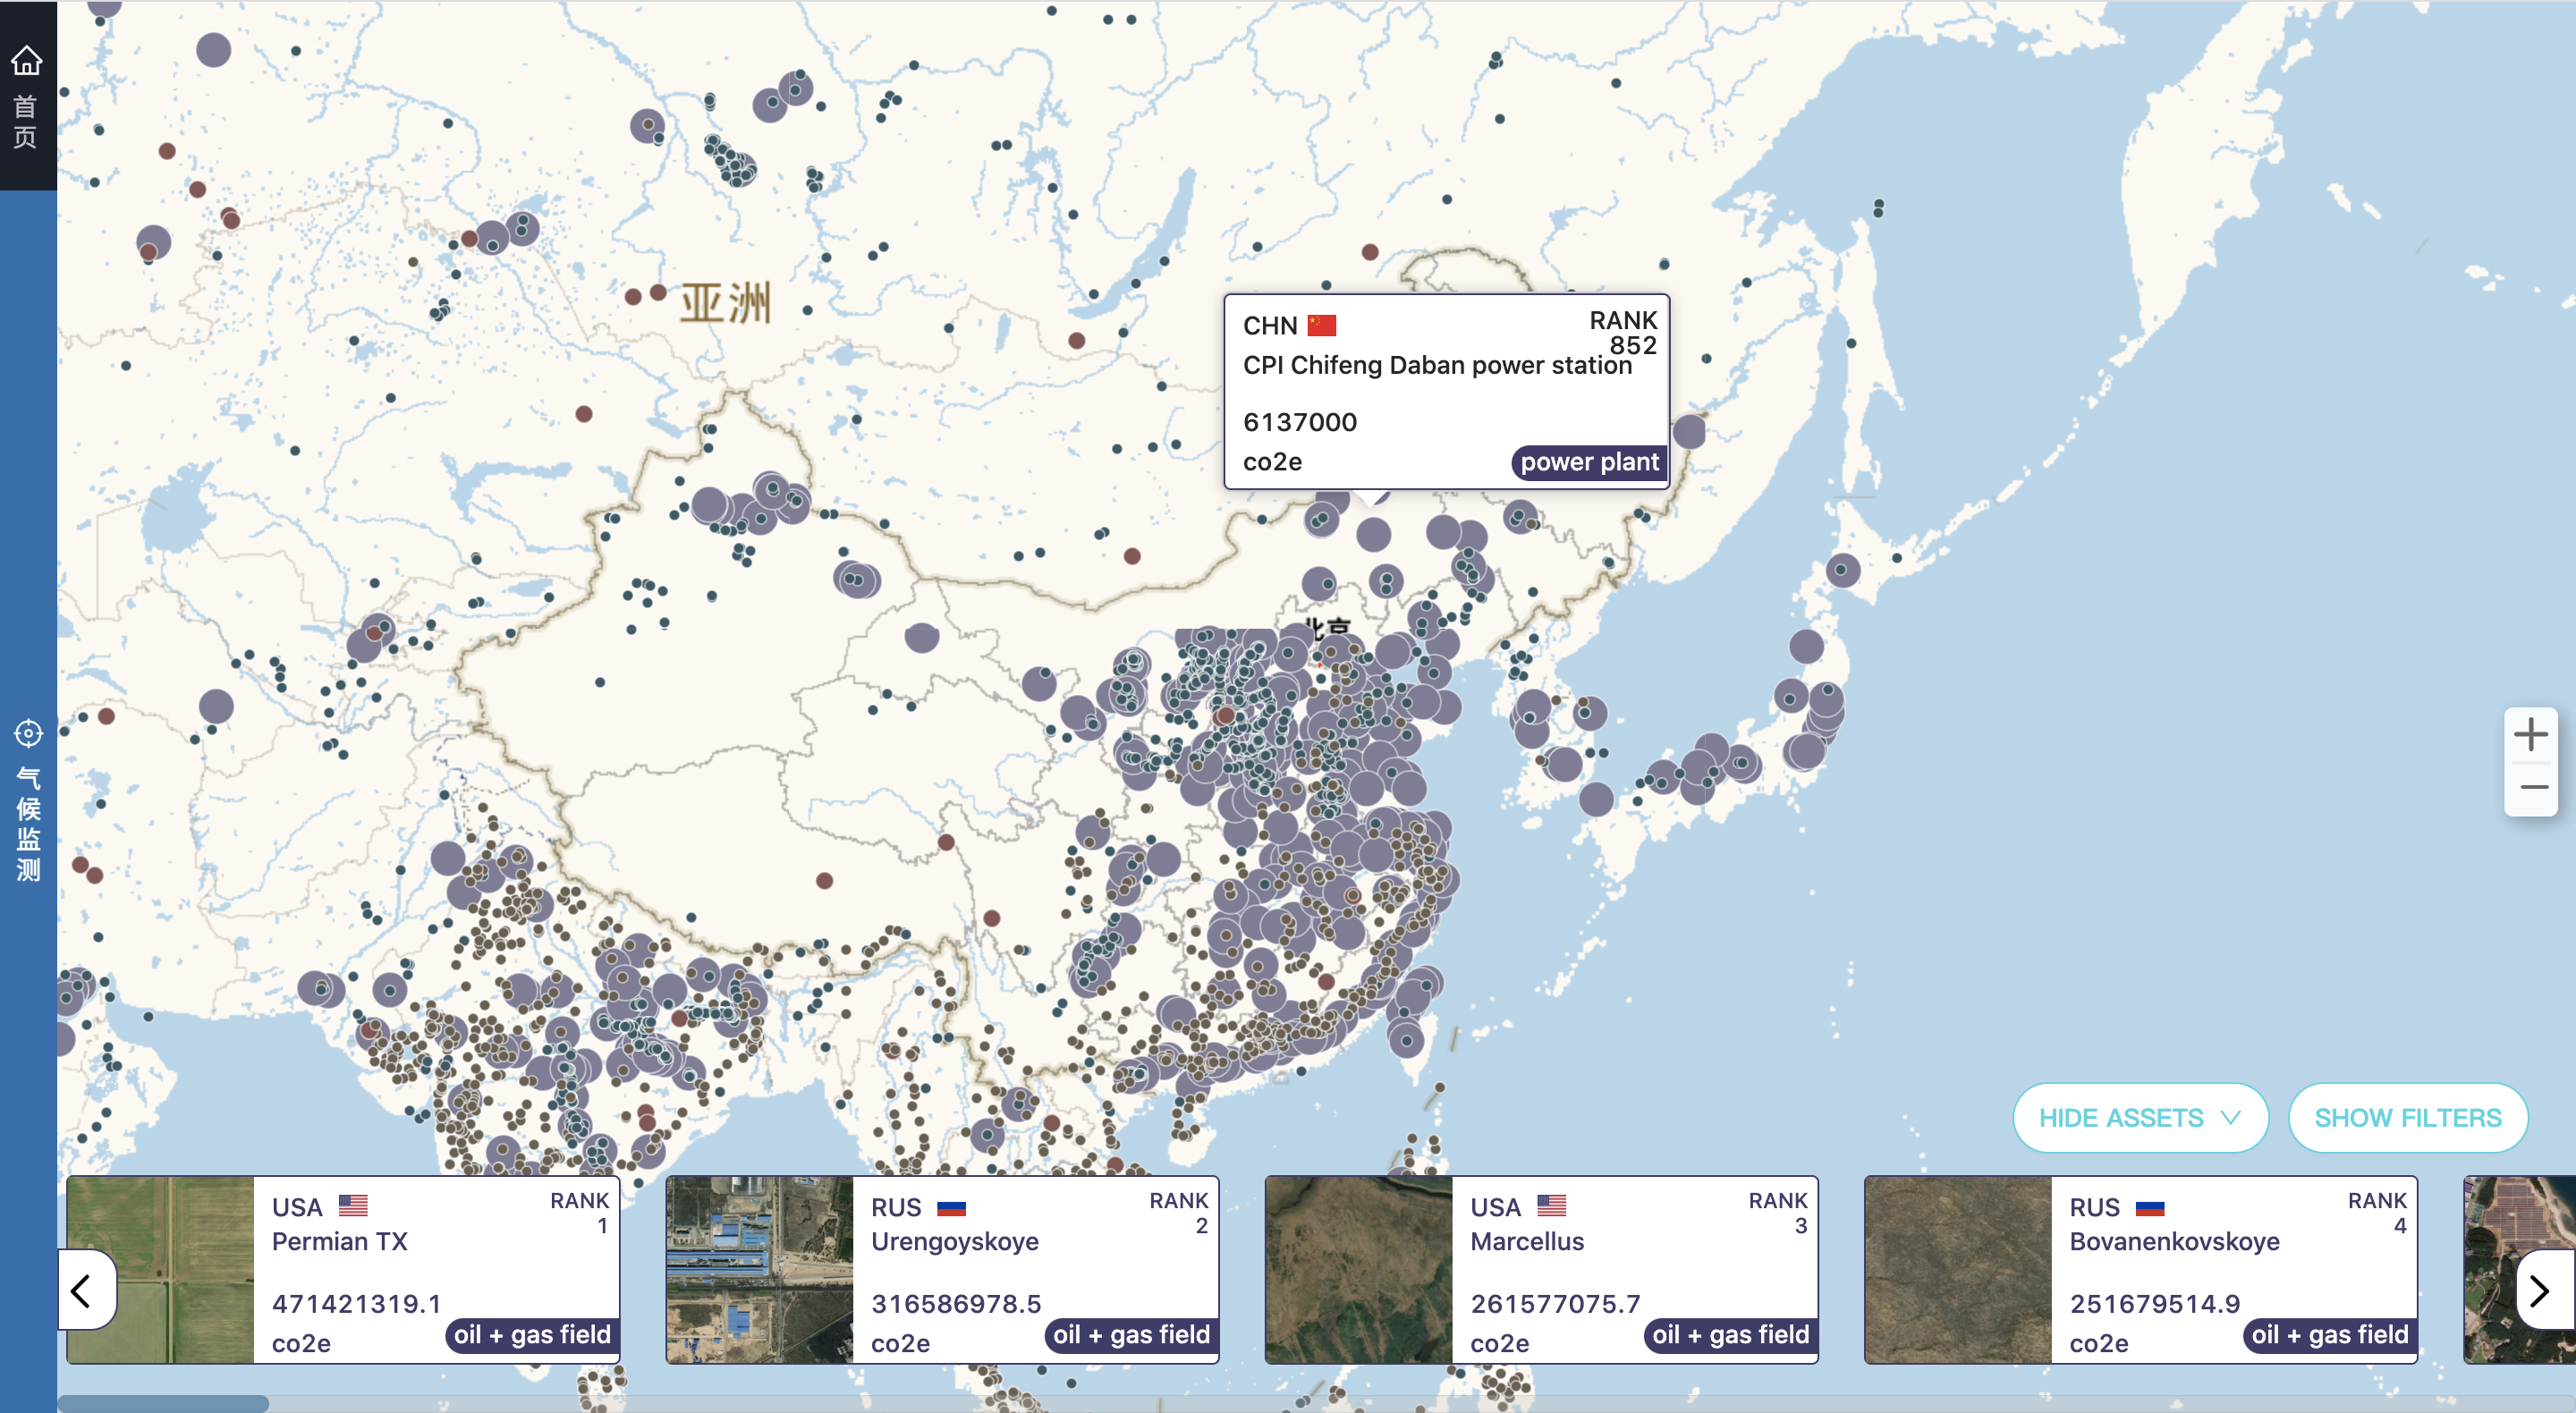 首
页
气
候
监
测
亚洲
CHN
RANK
852
CPI Chifeng Daban power station
6137000
co2e
power plant
北京
HIDE ASSETS
SHOW FILTERS
USA
RANK
1
Permian TX
471421319.1
co2e
oil + gas field
RUS
RANK
2
Urengoyskoye
316586978.5
co2e
oil + gas field
USA
RANK
3
Marcellus
261577075.7
co2e
oil + gas field
RUS
RANK
4
Bovanenkovskoye
251679514.9
co2e
oil + gas field